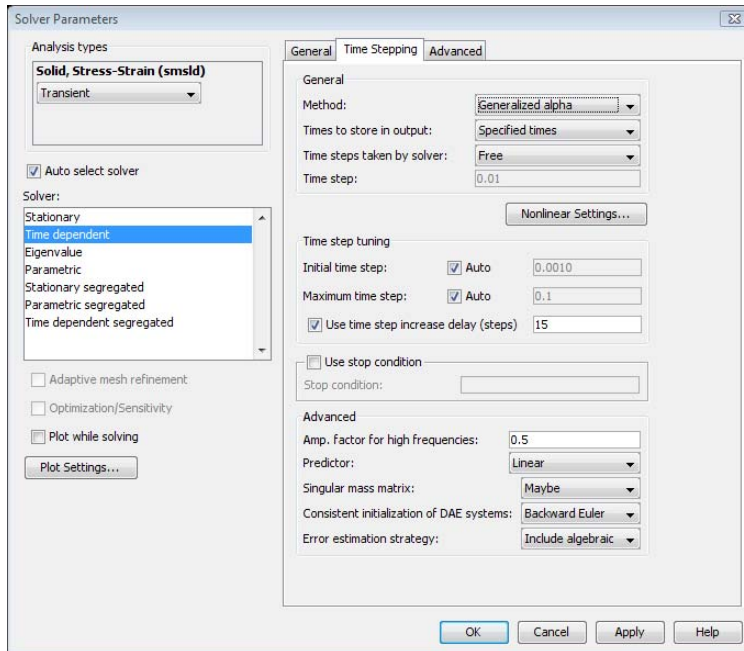 Solver Parameters
Analysis types
Solid, Stress-Strain (smsld)
Transient
Auto select solver
Solver:
Stationary
Time dependent
Eigenvalue
Parametric
Stationary segregated
Parametric segregated
Time dependent segregated
Adaptive mesh refinement
Optimization/Sensitivity
Plot while solving
Plot Settings...
General Time Stepping Advanced
General
Method: Generalized alpha
Times to store in output: Specified times
Time steps taken by solver: Free
Time step: 0.01
Nonlinear Settings...
Time step tuning
Initial time step: Auto 0.0010
Maximum time step: Auto 0.1
Use time step increase delay (steps) 15
Use stop condition
Stop condition:
Advanced
Amp. factor for high frequencies: 0.5
Predictor: Linear
Singular mass matrix: Maybe
Consistent initialization of DAE systems: Backward Euler
Error estimation strategy: Include algebraic
OK Cancel Apply Help